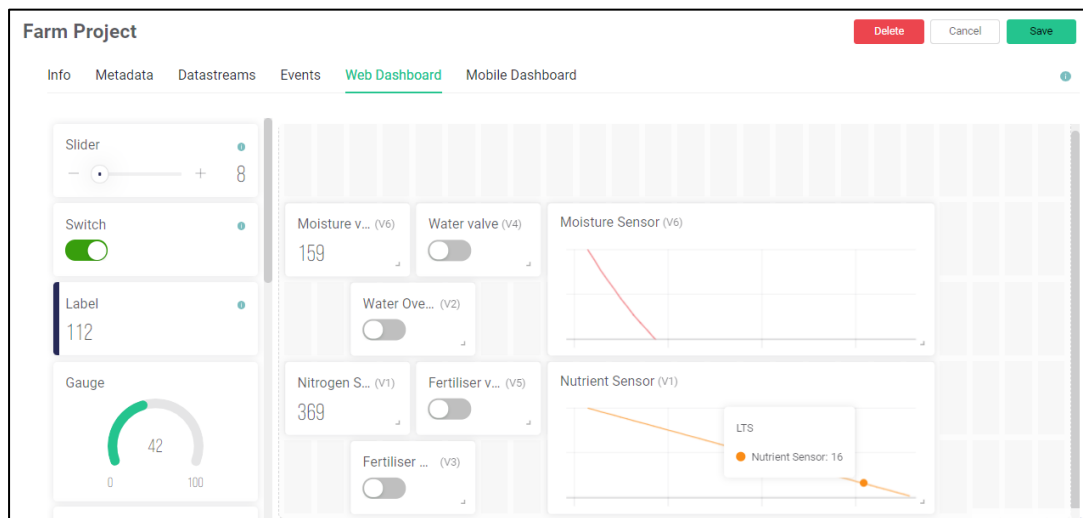 Farm Project
Delete
Cancel
Save
Info
Metadata
Datastreams
Events
Web Dashboard
Mobile Dashboard
Slider
8
Switch
Label
112
Gauge
42
0
100
Moisture v... (V6)
159
Water valve (V4)
Water Ove... (V2)
Moisture Sensor (V6)
Nitrogen S... (V1)
369
Fertiliser v... (V5)
Fertiliser ... (V3)
Nutrient Sensor (V1)
LTS
Nutrient Sensor: 16